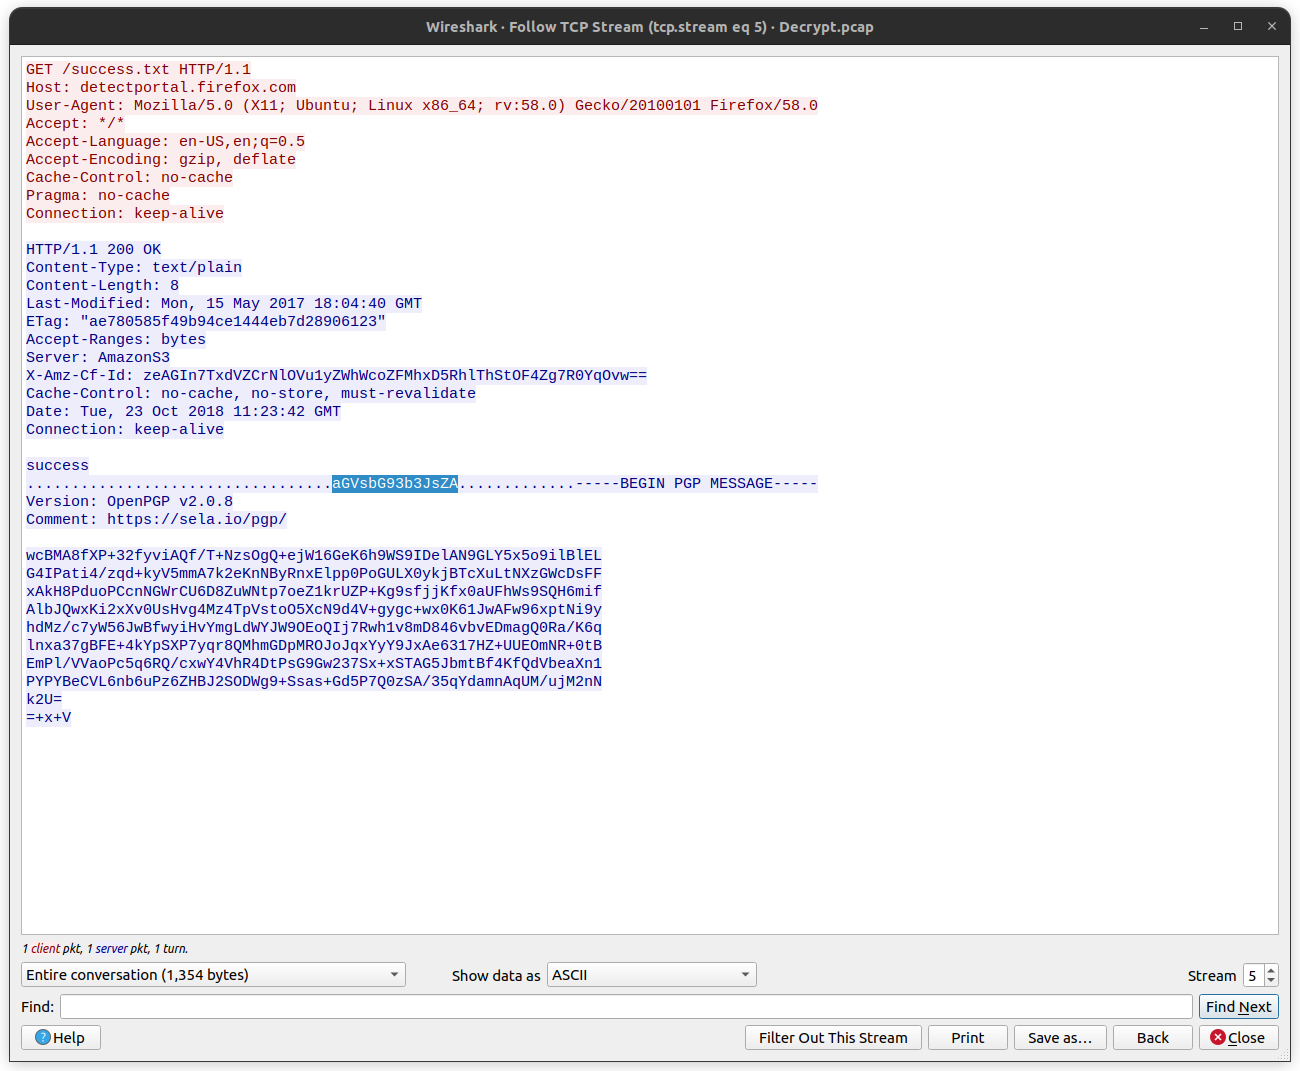 Wireshark · Follow TCP Stream (tcp.stream eq 5) · Decrypt.pcap
GET /success.txt HTTP/1.1
Host: detectportal.firefox.com
User-Agent: Mozilla/5.0 (X11; Ubuntu; Linux x86_64; rv:58.0) Gecko/20100101 Firefox/58.0
Accept: */*
Accept-Language: en-US,en;q=0.5
Accept-Encoding: gzip, deflate
Cache-Control: no-cache
Pragma: no-cache
Connection: keep-alive
HTTP/1.1 200 OK
Content-Type: text/plain
Content-Length: 8
Last-Modified: Mon, 15 May 2017 18:04:40 GMT
ETag: "ae780585f49b94ce1444eb7d28906123"
Accept-Ranges: bytes
Server: AmazonS3
X-Amz-Cf-Id: zeAGIn7TxdVZCrNlOVu1yZWhWcoZFMhxD5RhlThStOF4Zg7R0YqOvw==
Cache-Control: no-cache, no-store, must-revalidate
Date: Tue, 23 Oct 2018 11:23:42 GMT
Connection: keep-alive
success
..................................aGVsbG93b3JsZA.............-----BEGIN PGP MESSAGE-----
Version: OpenPGP v2.0.8
Comment: https://sela.io/pgp/
wcBMA8fXP+32fyviAQf/T+NzsOgQ+ejW16GeK6h9WS9IDelAN9GLY5x5o9ilBlEL
G4IPati4/zqd+kyV5mmA7k2eKnNByRnxElpp0PoGULX0ykjBTcXuLtNXzGWcDsFF
xAkH8PduoPCcnNGWrCU6D8ZuWNtp7oeZ1krUZP+Kg9sfjjKfx0aUFhWs9SQH6mif
AlbJQwxKi2xXv0UsHvg4Mz4TpVstoO5XcN9d4V+gygc+wx0K61JwAFw96xptNi9y
hdMz/c7yW56JwBfwyiHvYmgLdWYJW9OEoQIj7Rwh1v8mD846vbvEDmagQ0Ra/K6q
lnxa37gBFE+4kYpSXP7yqr8QMhmGDpMROJoJqxYyY9JxAe6317HZ+UUEOmNR+0tB
EmPl/VVaoPc5q6RQ/cxwY4VhR4DtPsG9Gw237Sx+xSTAG5JbmtBf4KfQdVbeaXn1
PYPYBeCVL6nb6uPz6ZHBJ2SODWg9+Ssas+Gd5P7Q0zSA/35qYdamnAqUM/ujM2nN
k2U=
=+x+V
1 client pkt, 1 server pkt, 1 turn.
Entire conversation (1,354 bytes) Show data as ASCII Stream 5
Find: Find Next
Help Filter Out This Stream Print Save as… Back Close